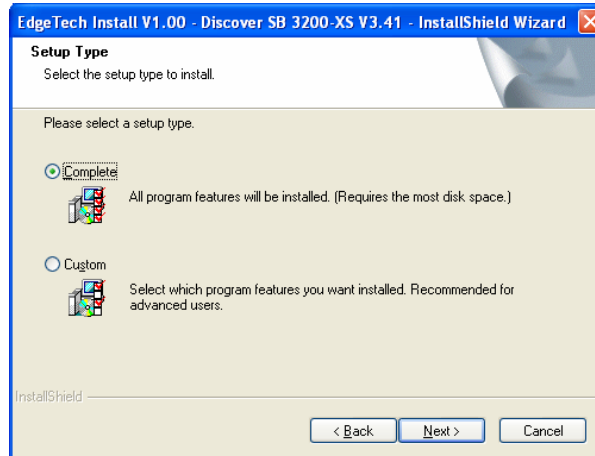 EdgeTech Install V1.00 - Discover SB 3200-XS V3.41 - InstallShield Wizard
Setup Type
Select the setup type to install.
Please select a setup type.
Complete
All program features will be installed. (Requires the most disk space.)
Custom
Select which program features you want installed. Recommended for
advanced users.
InstallShield
< Back
Next >
Cancel